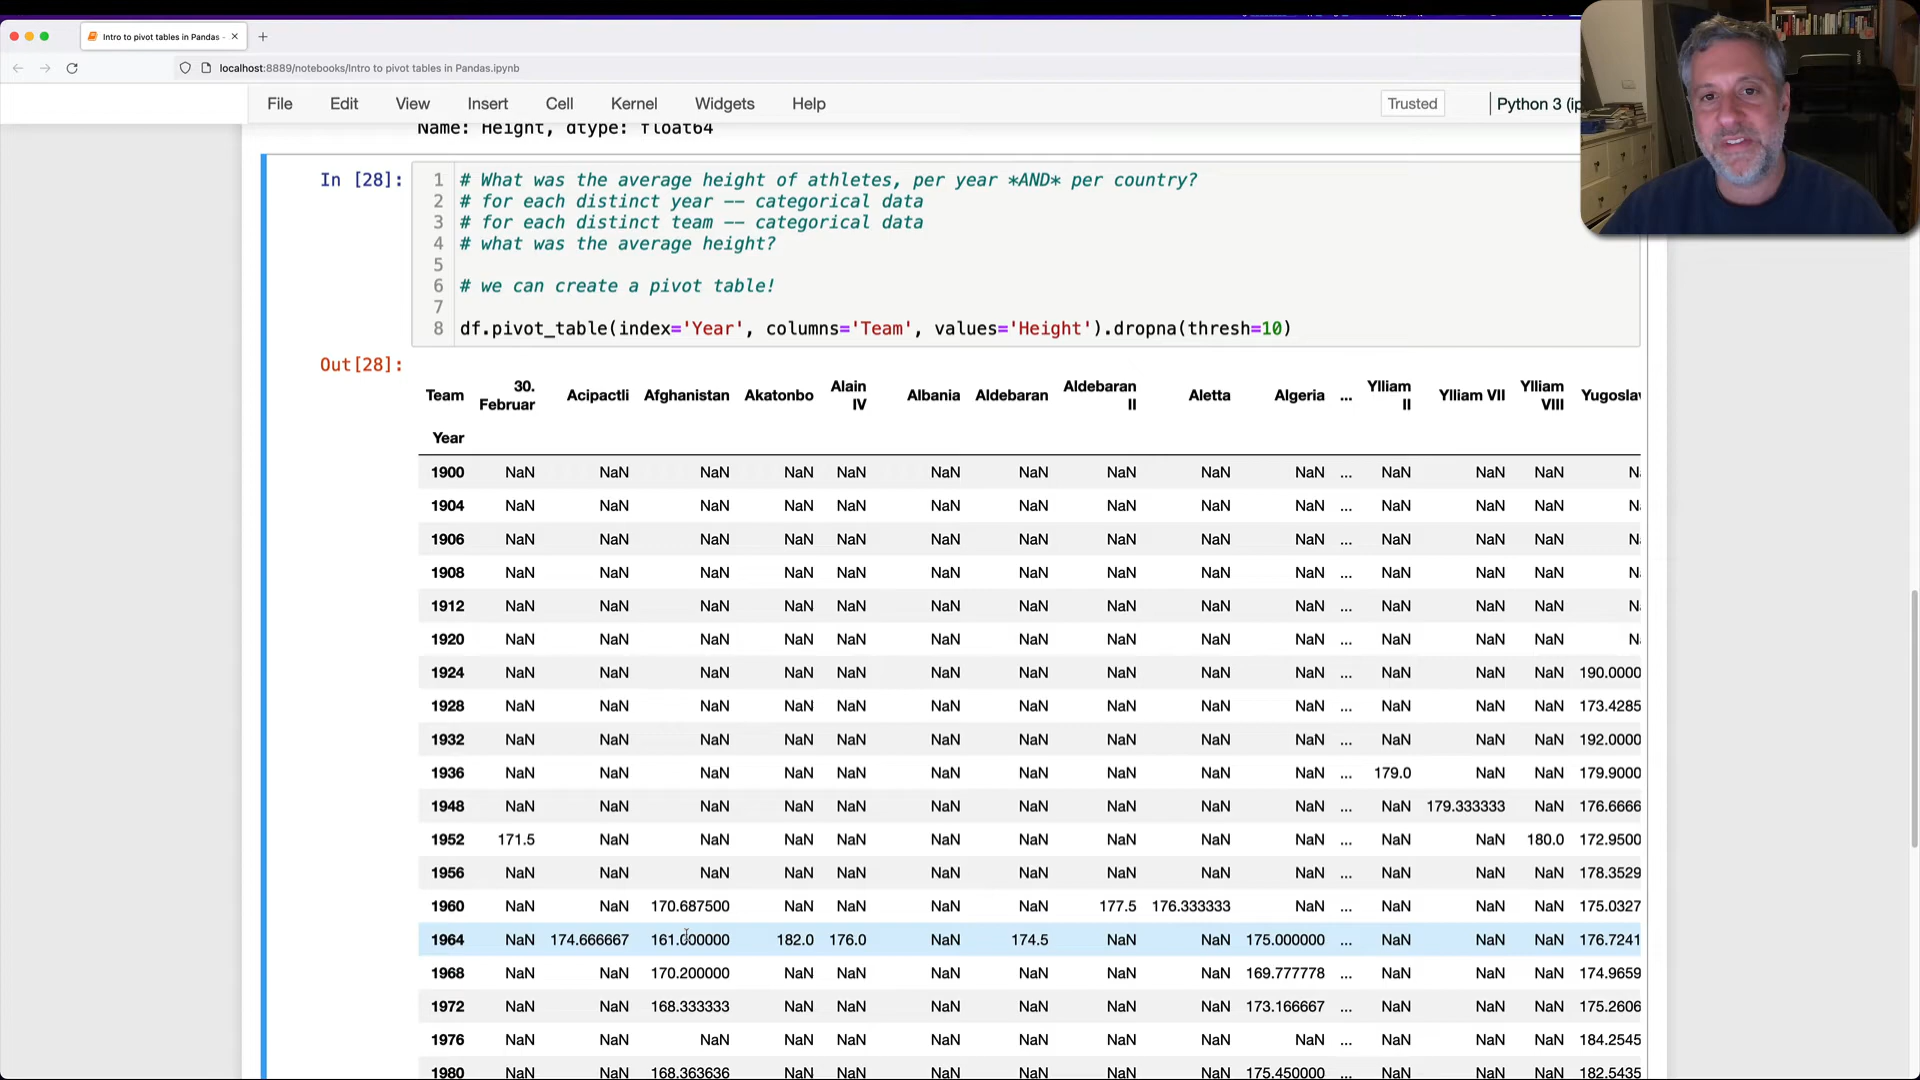 Intro to pivot tables in Pandas -
localhost:8889/notebooks/Intro to pivot tables in Pandas.ipynb
File Edit View Insert Cell Kernel Widgets Help Trusted Python 3 (ip
Name: Height, dtype: float64
In [28]:
1 # What was the average height of athletes, per year *AND* per country?
2 # for each distinct year -- categorical data
3 # for each distinct team -- categorical data
4 # what was the average height?
5
6 # we can create a pivot table!
7
8 df.pivot_table(index='Year', columns='Team', values='Height').dropna(thresh=10)
Out[28]:
Team 30. Februar Acipactli Afghanistan Akatonbo Alain IV Albania Aldebaran Aldebaran II Aletta Algeria ... Ylliam II Ylliam VII Ylliam VIII Yugoslav
Year
1900 NaN NaN NaN NaN NaN NaN NaN NaN NaN NaN ... NaN NaN NaN N
1904 NaN NaN NaN NaN NaN NaN NaN NaN NaN NaN ... NaN NaN NaN N
1906 NaN NaN NaN NaN NaN NaN NaN NaN NaN NaN ... NaN NaN NaN N
1908 NaN NaN NaN NaN NaN NaN NaN NaN NaN NaN ... NaN NaN NaN N
1912 NaN NaN NaN NaN NaN NaN NaN NaN NaN NaN ... NaN NaN NaN N
1920 NaN NaN NaN NaN NaN NaN NaN NaN NaN NaN ... NaN NaN NaN N
1924 NaN NaN NaN NaN NaN NaN NaN NaN NaN NaN ... NaN NaN NaN 190.0000
1928 NaN NaN NaN NaN NaN NaN NaN NaN NaN NaN ... NaN NaN NaN 173.4285
1932 NaN NaN NaN NaN NaN NaN NaN NaN NaN NaN ... NaN NaN NaN 192.0000
1936 NaN NaN NaN NaN NaN NaN NaN NaN NaN NaN ... 179.0 NaN NaN 179.9000
1948 NaN NaN NaN NaN NaN NaN NaN NaN NaN NaN ... NaN 179.333333 NaN 176.6666
1952 171.5 NaN NaN NaN NaN NaN NaN NaN NaN NaN ... NaN NaN 180.0 172.9500
1956 NaN NaN NaN NaN NaN NaN NaN NaN NaN NaN ... NaN NaN NaN 178.3529
1960 NaN NaN 170.687500 NaN NaN NaN NaN 177.5 176.333333 NaN ... NaN NaN NaN 175.0327
1964 NaN 174.666667 161.000000 182.0 176.0 NaN 174.5 NaN NaN 175.000000 ... NaN NaN NaN 176.7241
1968 NaN NaN 170.200000 NaN NaN NaN NaN NaN NaN 169.777778 ... NaN NaN NaN 174.9659
1972 NaN NaN 168.333333 NaN NaN NaN NaN NaN NaN 173.166667 ... NaN NaN NaN 175.2606
1976 NaN NaN NaN NaN NaN NaN NaN NaN NaN NaN ... NaN NaN NaN 184.2545
1980 NaN NaN 168.363636 NaN NaN NaN NaN NaN NaN 175.450000 ... NaN NaN NaN 182.5435